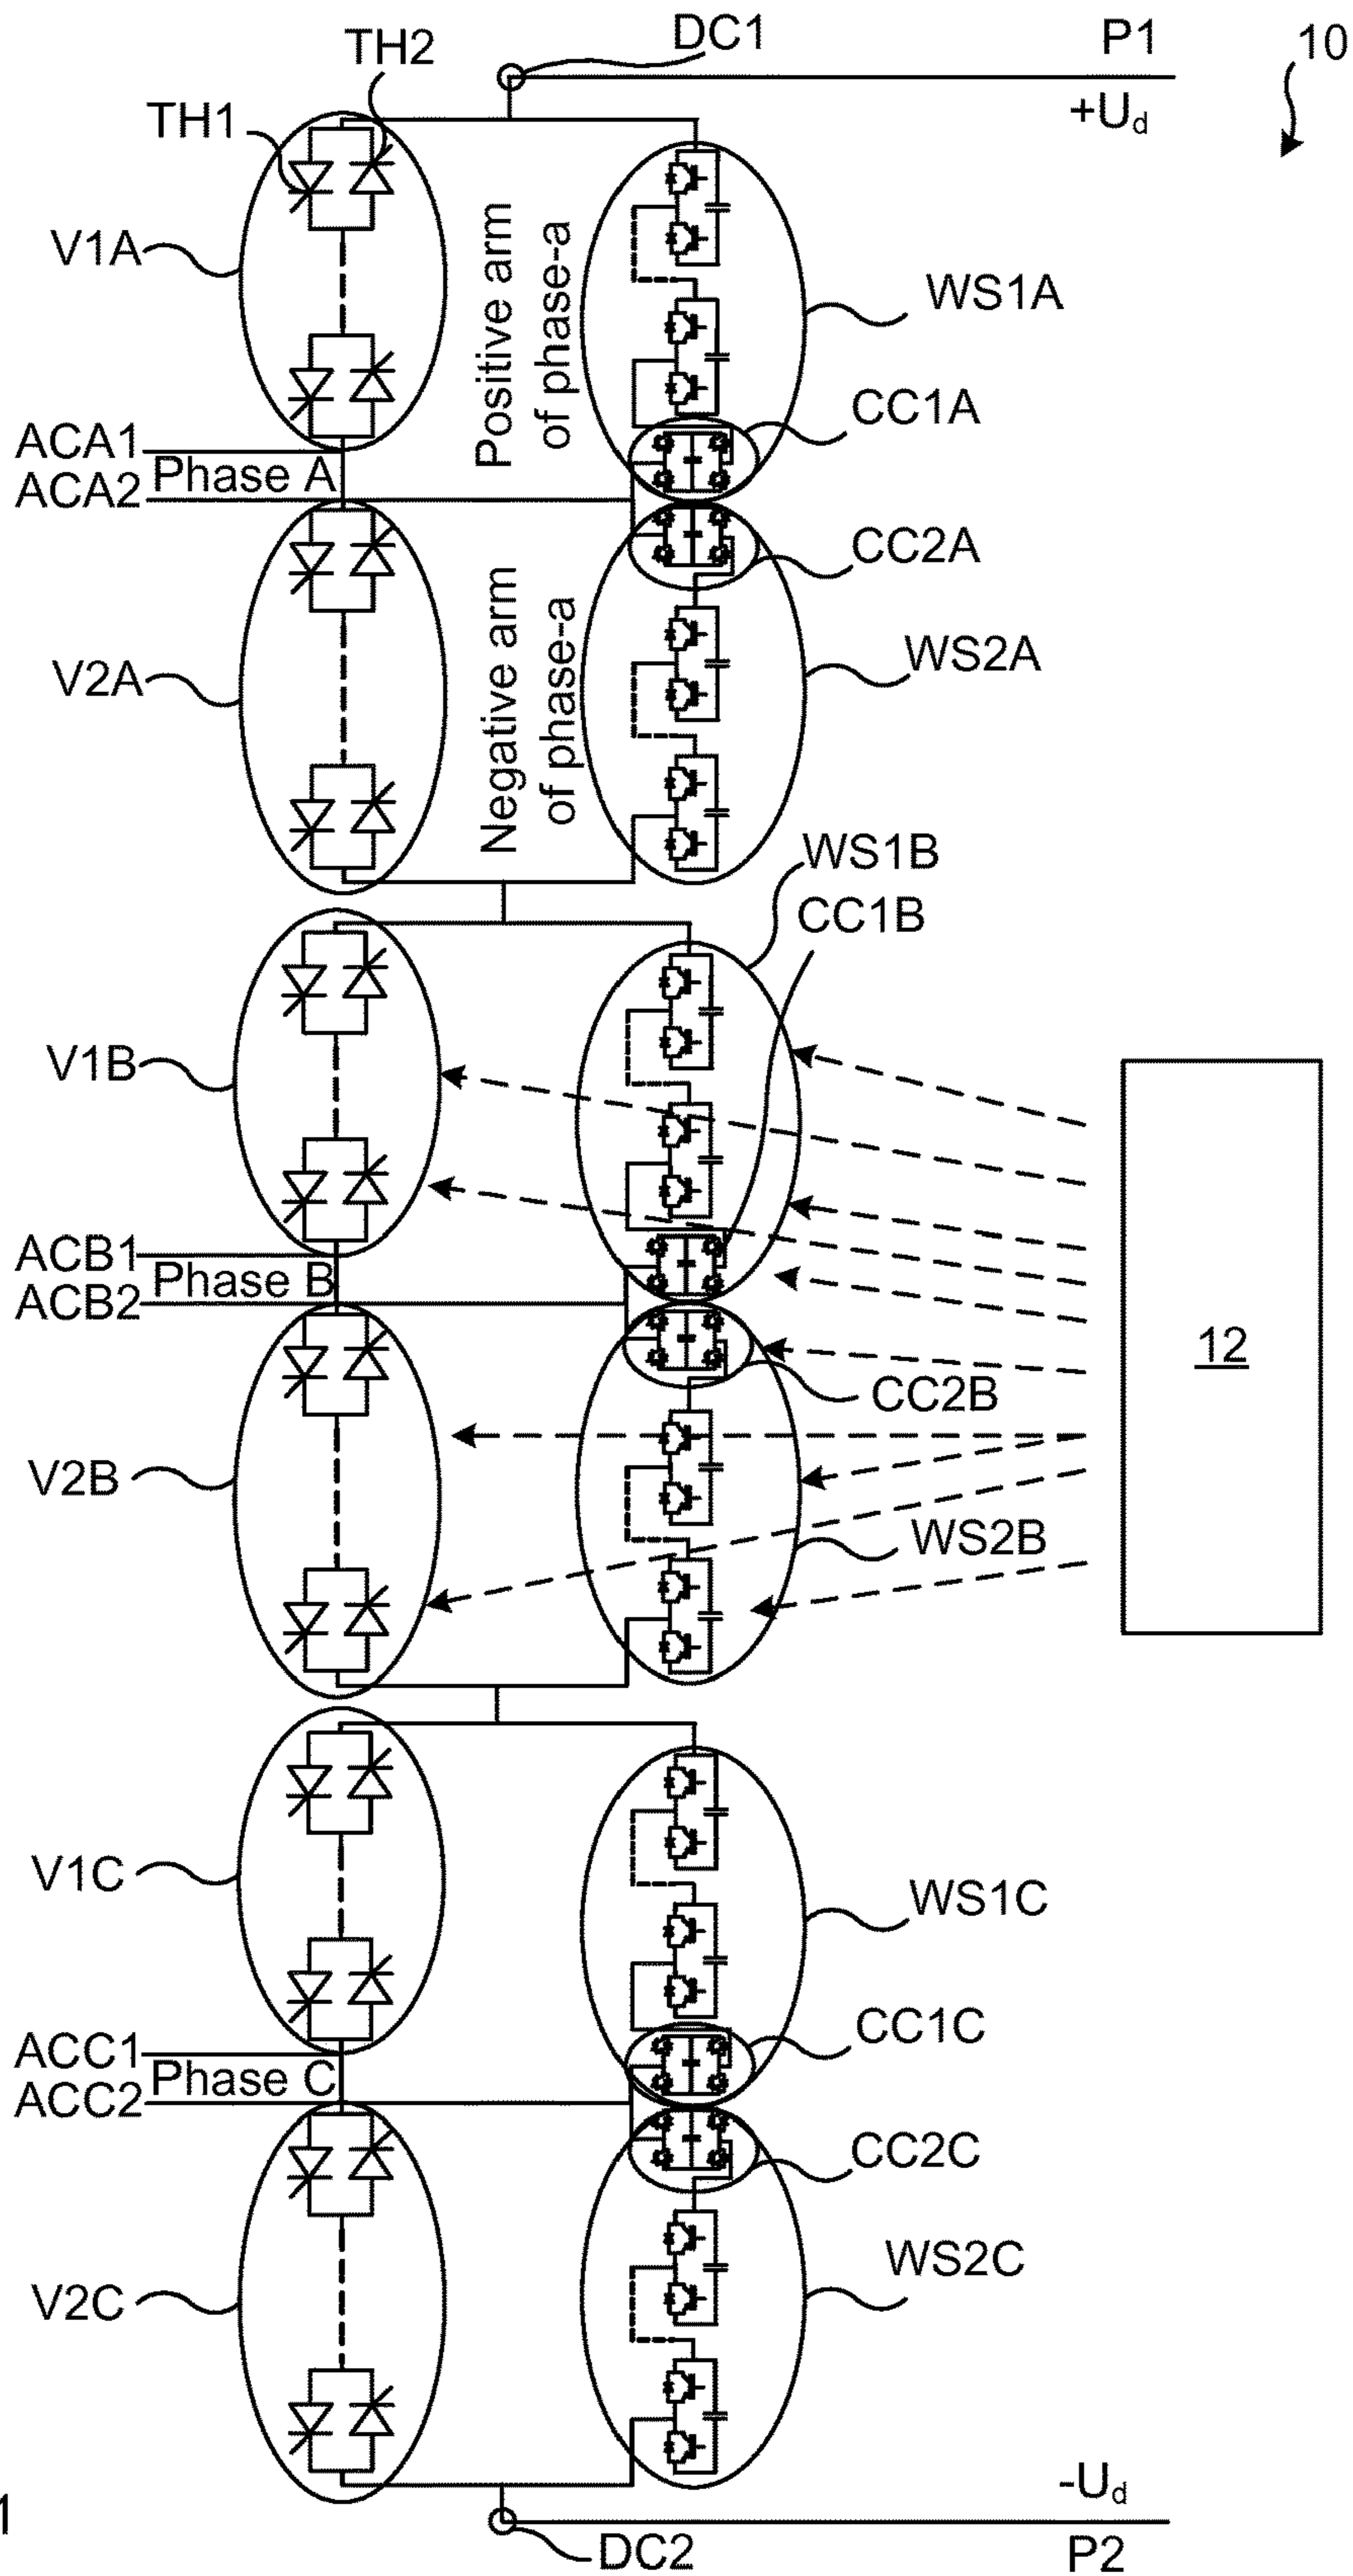 DC1
P1
10
TH2
+Ud
TH1
V1A
Positive arm
of phase-a
WS1A
CC1A
ACA1
Phase A
ACA2
CC2A
Negative arm
of phase-a
WS2A
V2A
WS1B
CC1B
V1B
ACB1
Phase B
ACB2
12
CC2B
V2B
WS2B
V1C
WS1C
CC1C
ACC1
Phase C
ACC2
CC2C
WS2C
V2C
-Ud
1
DC2
P2